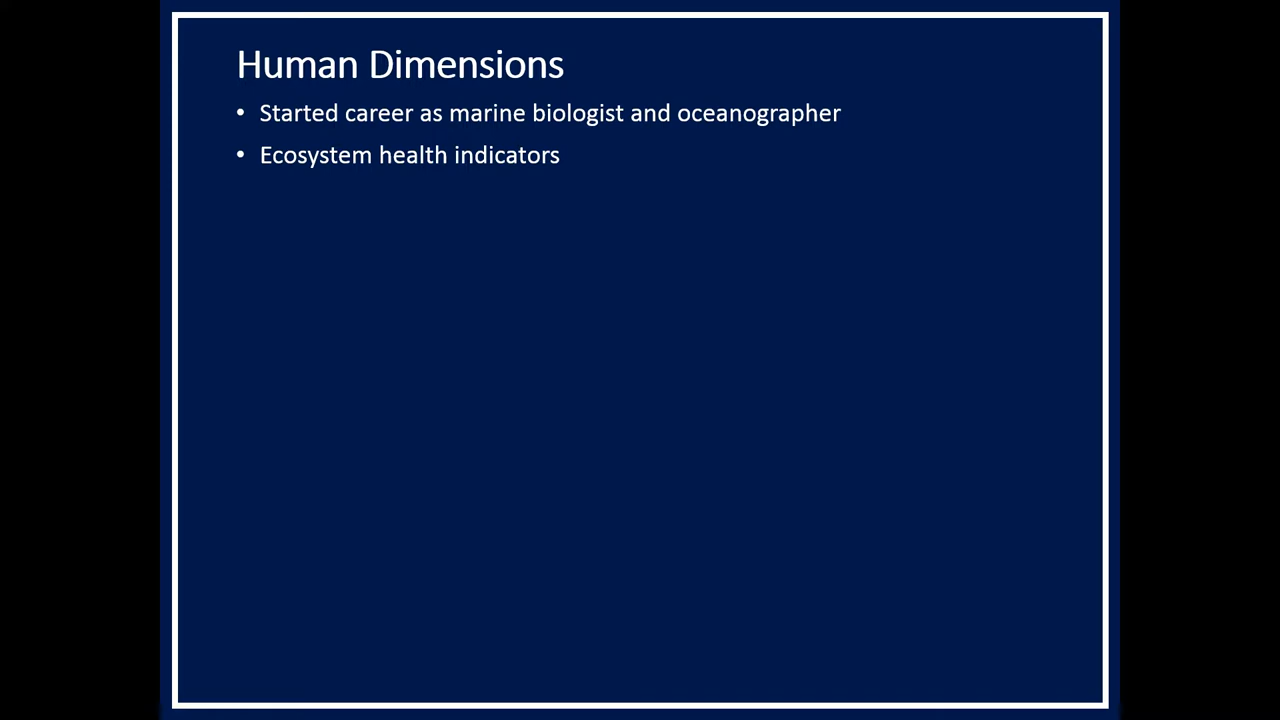 Human Dimensions
• Started career as marine biologist and oceanographer
• Ecosystem health indicators